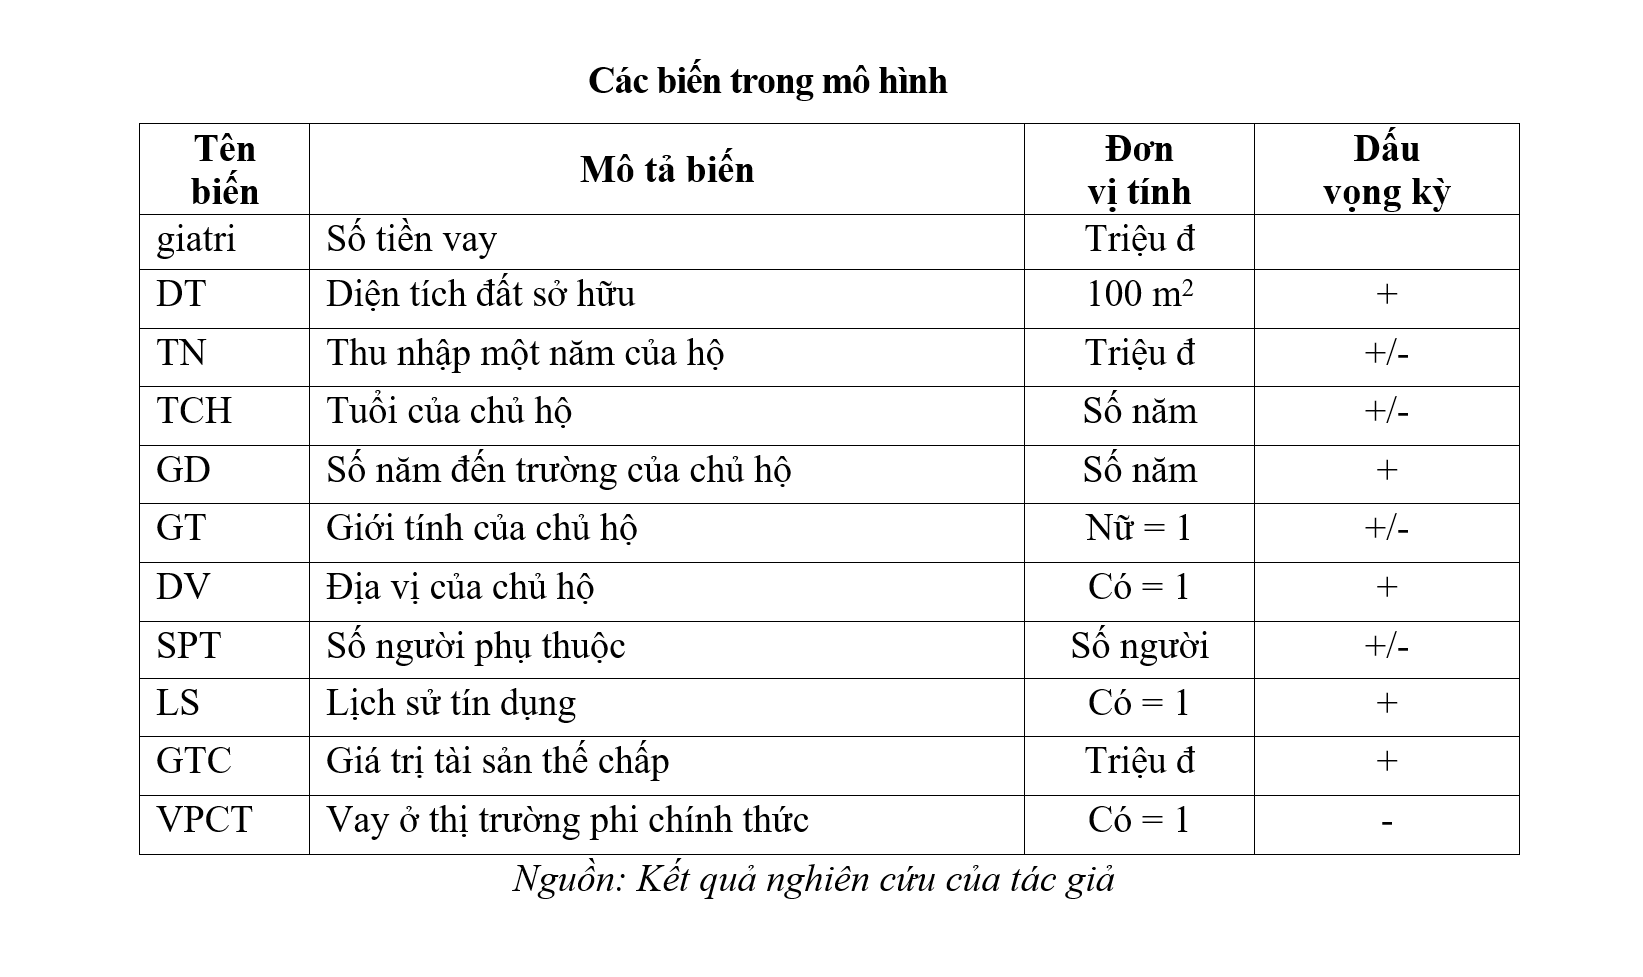 Các biến trong mô hình
Tên biến | Mô tả biến | Đơn vị tính | Dấu vọng kỳ
giatri | Số tiền vay | Triệu đ |
DT | Diện tích đất sở hữu | 100 m² | +
TN | Thu nhập một năm của hộ | Triệu đ | +/-
TCH | Tuổi của chủ hộ | Số năm | +/-
GD | Số năm đến trường của chủ hộ | Số năm | +
GT | Giới tính của chủ hộ | Nữ = 1 | +/-
DV | Địa vị của chủ hộ | Có = 1 | +
SPT | Số người phụ thuộc | Số người | +/-
LS | Lịch sử tín dụng | Có = 1 | +
GTC | Giá trị tài sản thế chấp | Triệu đ | +
VPCT | Vay ở thị trường phi chính thức | Có = 1 | -
Nguồn: Kết quả nghiên cứu của tác giả